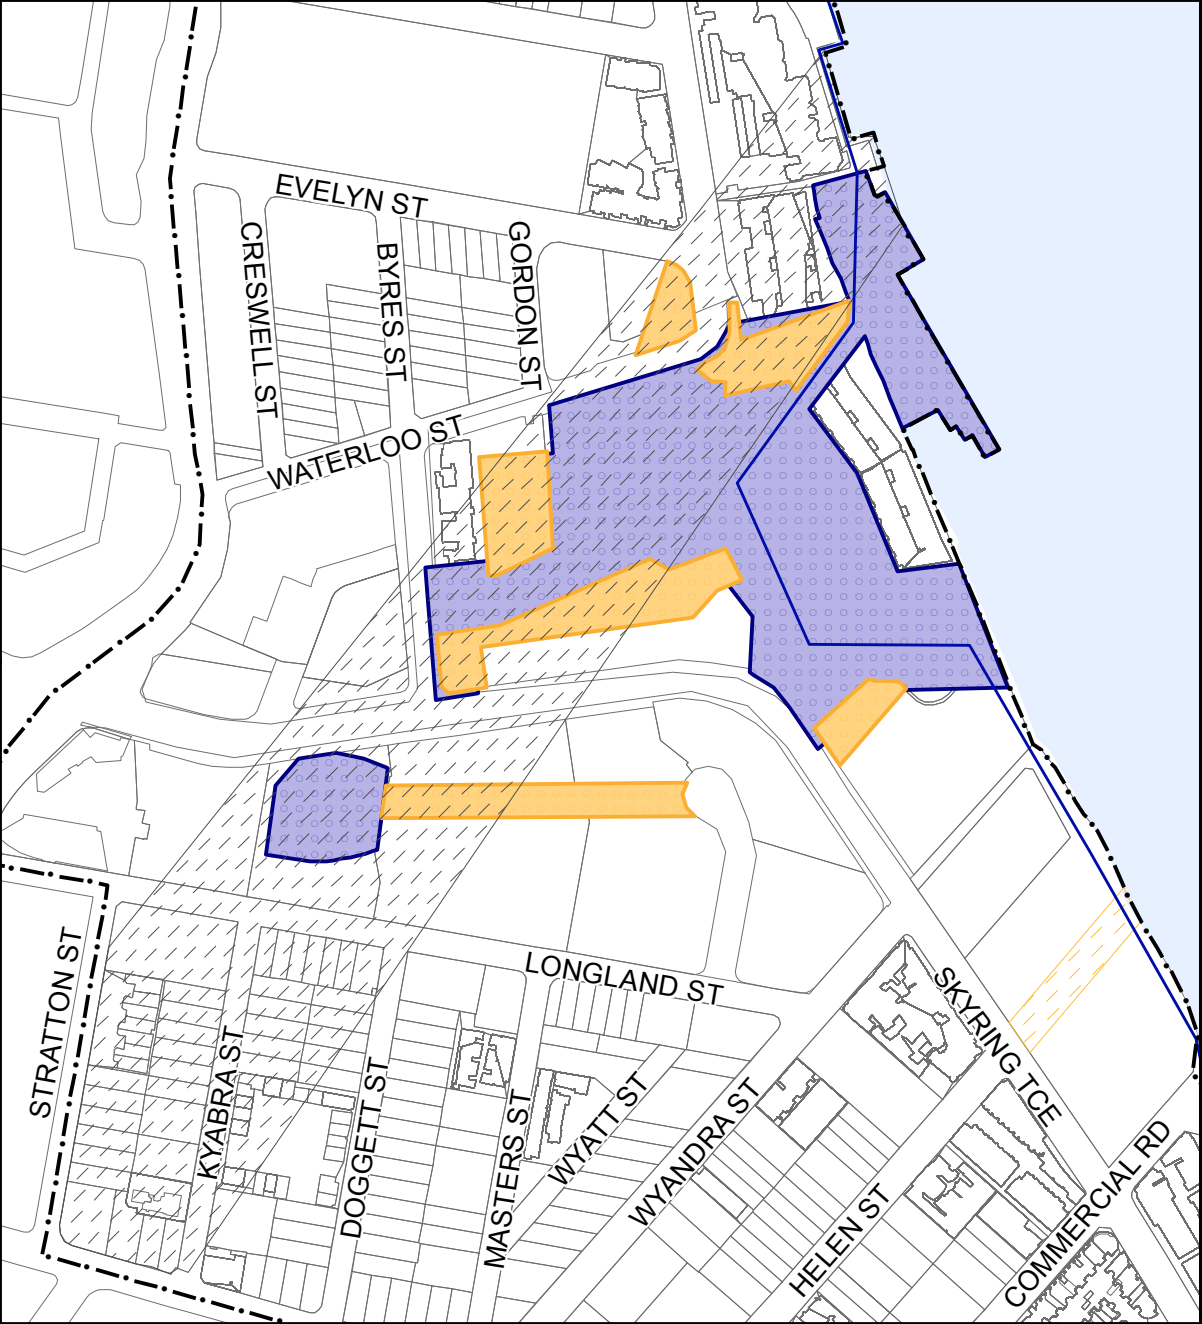 EVELYN ST
CRESWELL ST
BYRES ST
GORDON ST
WATERLOO ST
STRATTON ST
LONGLAND ST
SKYRING TCE
KYABRA ST
DOGGETT ST
MASTERS ST
WYATT ST
WYANDRA ST
HELEN ST
COMMERCIAL RD